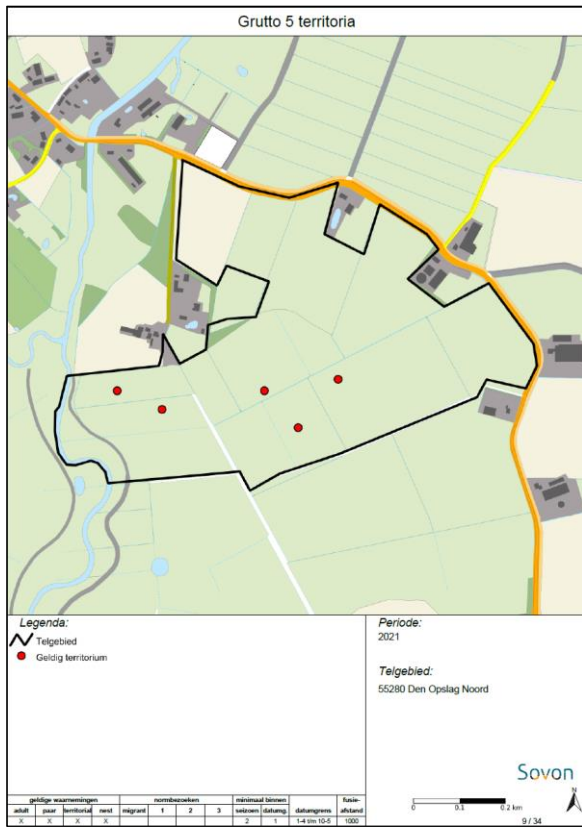 Grutto 5 territoria
Legenda:
Telgebied
Geldig territorium
Periode:
2021
Telgebied:
55280 Den Opslag Noord
Sovon
N
0 0.1 0.2 km
9 / 34
geldige waarnemingen normbezoeken minimaal binnen fusie-
adult paar territorial nest migrant 1 2 3 seizoen datumg. datumgrens afstand
X X X X 2 1 1-4 t/m 10-5 1000